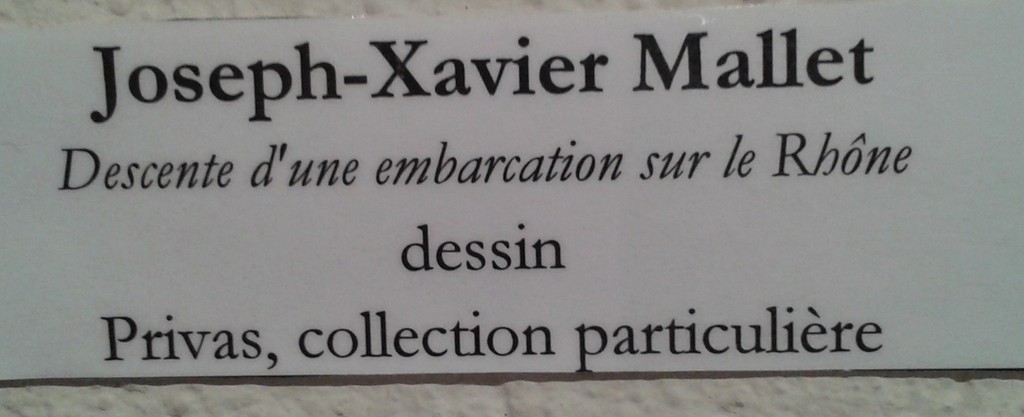 Joseph-Xavier Mallet
Descente d'une embarcation sur le Rhône
dessin
Privas, collection particulière